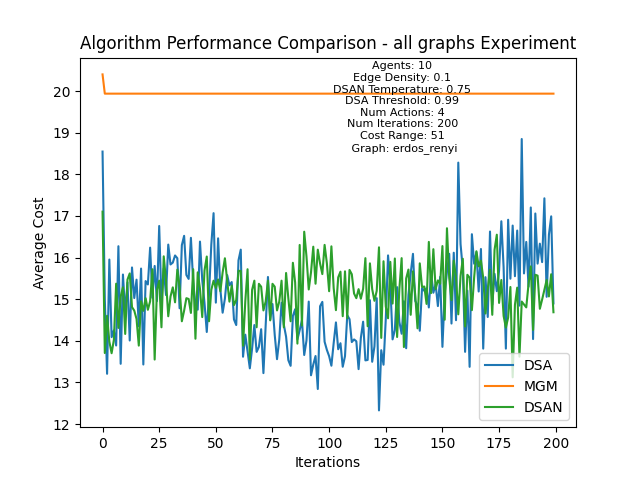 Algorithm Performance Comparison - all graphs Experiment
Agents: 10
Edge Density: 0.1
DSAN Temperature: 0.75
DSA Threshold: 0.99
Num Actions: 4
Num Iterations: 200
Cost Range: 51
Graph: erdos_renyi
Average Cost
20
19
18
17
16
15
14
13
12
DSA
MGM
DSAN
0
25
50
75
100
125
150
175
200
Iterations